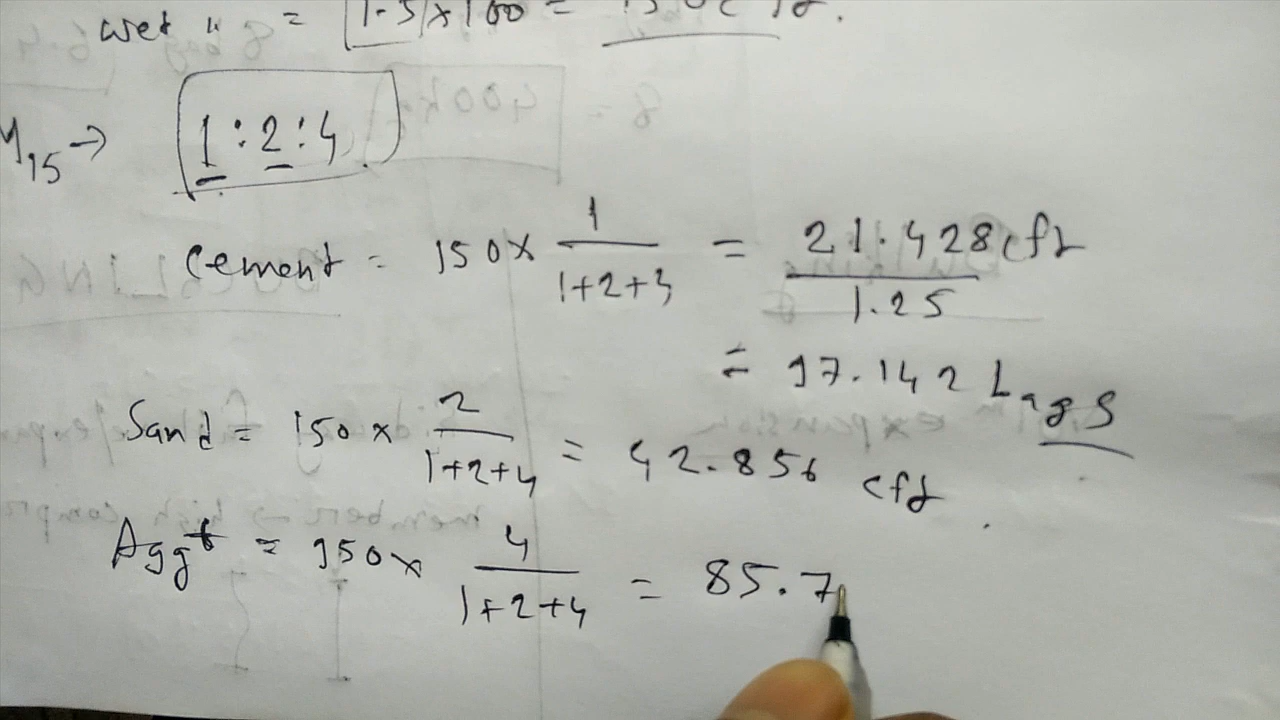 wet " = 1.5 x 100 = 150 cft.
M15 → 1:2:4
Cement = 150 x 1/1+2+4 = 21.428 cft/1.25
= 17.142 bags
Sand = 150 x 2/1+2+4 = 42.856 cft.
Aggt = 150 x 4/1+2+4 = 85.7